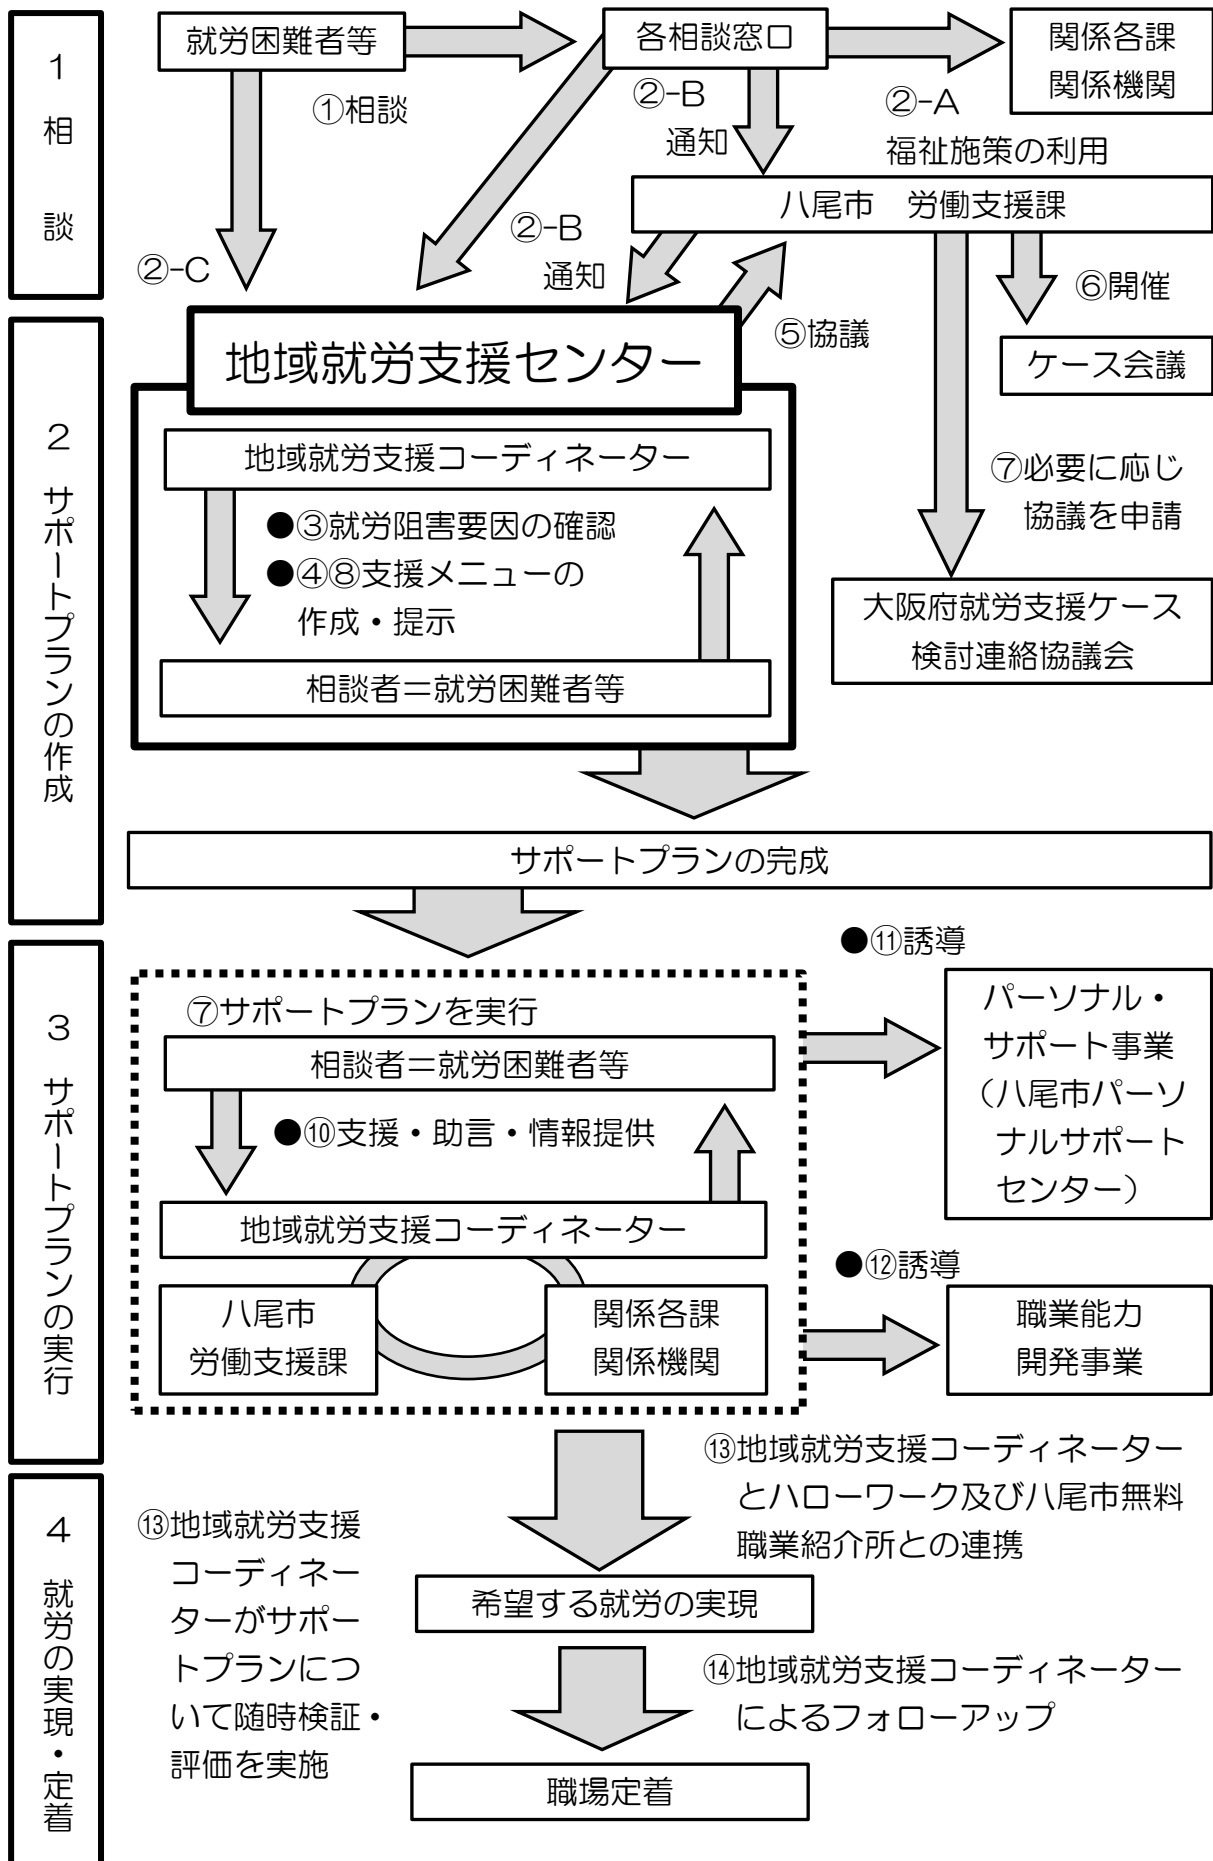 1 相 談
就労困難者等
各相談窓口
関係各課
関係機関
①相談
②-B
通知
②-A
福祉施策の利用
八尾市　労働支援課
②-C
②-B
通知
⑤協議
⑥開催
ケース会議
2 サポートプランの作成
地域就労支援センター
地域就労支援コーディネーター
●③就労阻害要因の確認
●④⑧支援メニューの
作成・提示
相談者＝就労困難者等
⑦必要に応じ
協議を申請
大阪府就労支援ケース
検討連絡協議会
サポートプランの完成
3 サポートプランの実行
⑦サポートプランを実行
相談者＝就労困難者等
●⑩支援・助言・情報提供
地域就労支援コーディネーター
八尾市
労働支援課
関係各課
関係機関
●⑪誘導
パーソナル・
サポート事業
（八尾市パーソ
ナルサポート
センター）
●⑫誘導
職業能力
開発事業
4 就労の実現・定着
⑬地域就労支援
コーディネー
ターがサポー
トプランにつ
いて随時検証・
評価を実施
⑬地域就労支援コーディネーター
とハローワーク及び八尾市無料
職業紹介所との連携
希望する就労の実現
⑭地域就労支援コーディネーター
によるフォローアップ
職場定着